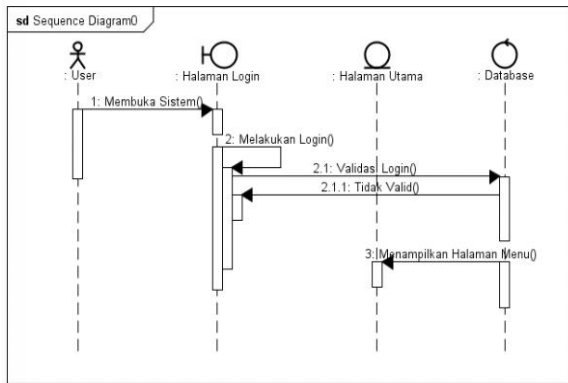 sd Sequence Diagram0
: User
: Halaman Login
: Halaman Utama
: Database
1: Membuka Sistem()
2: Melakukan Login()
2.1: Validasi Login()
2.1.1: Tidak Valid()
3: Menampilkan Halaman Menu()